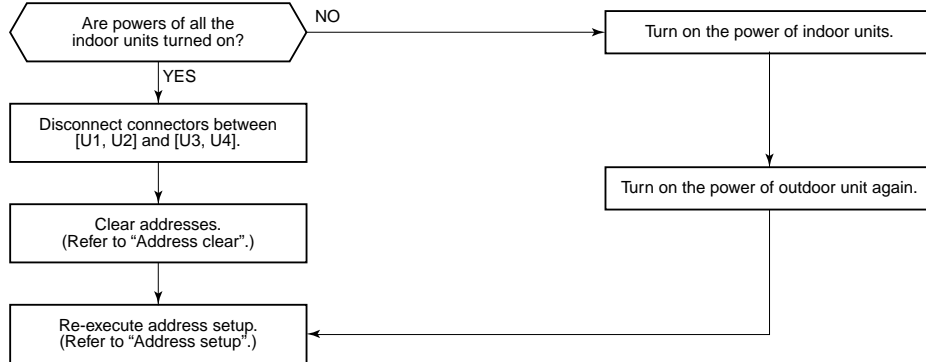 Are powers of all the
indoor units turned on?
NO
Turn on the power of indoor units.
YES
Disconnect connectors between
[U1, U2] and [U3, U4].
Turn on the power of outdoor unit again.
Clear addresses.
(Refer to “Address clear”.)
Re-execute address setup.
(Refer to “Address setup”.)